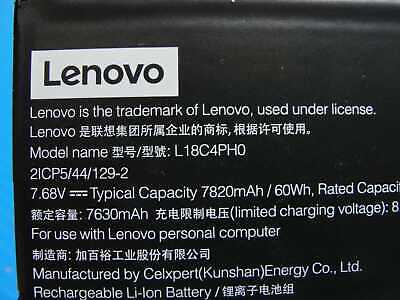 Lenovo
Lenovo is the trademark of Lenovo, used under license.
Lenovo 是联想集团所属企业的商标, 根据许可使用。
Model name 型号/型號: L18C4PH0
2ICP5/44/129-2
7.68V⎓Typical Capacity 7820mAh / 60Wh, Rated Capacit
额定容量: 7630mAh 充电限制电压(limited charging voltage): 8.
For use with Lenovo personal computer
制造商: 加百裕工业股份有限公司
Manufactured by Celxpert(Kunshan)Energy Co., Ltd.
Rechargeable Li-Ion Battery / 锂离子电池组